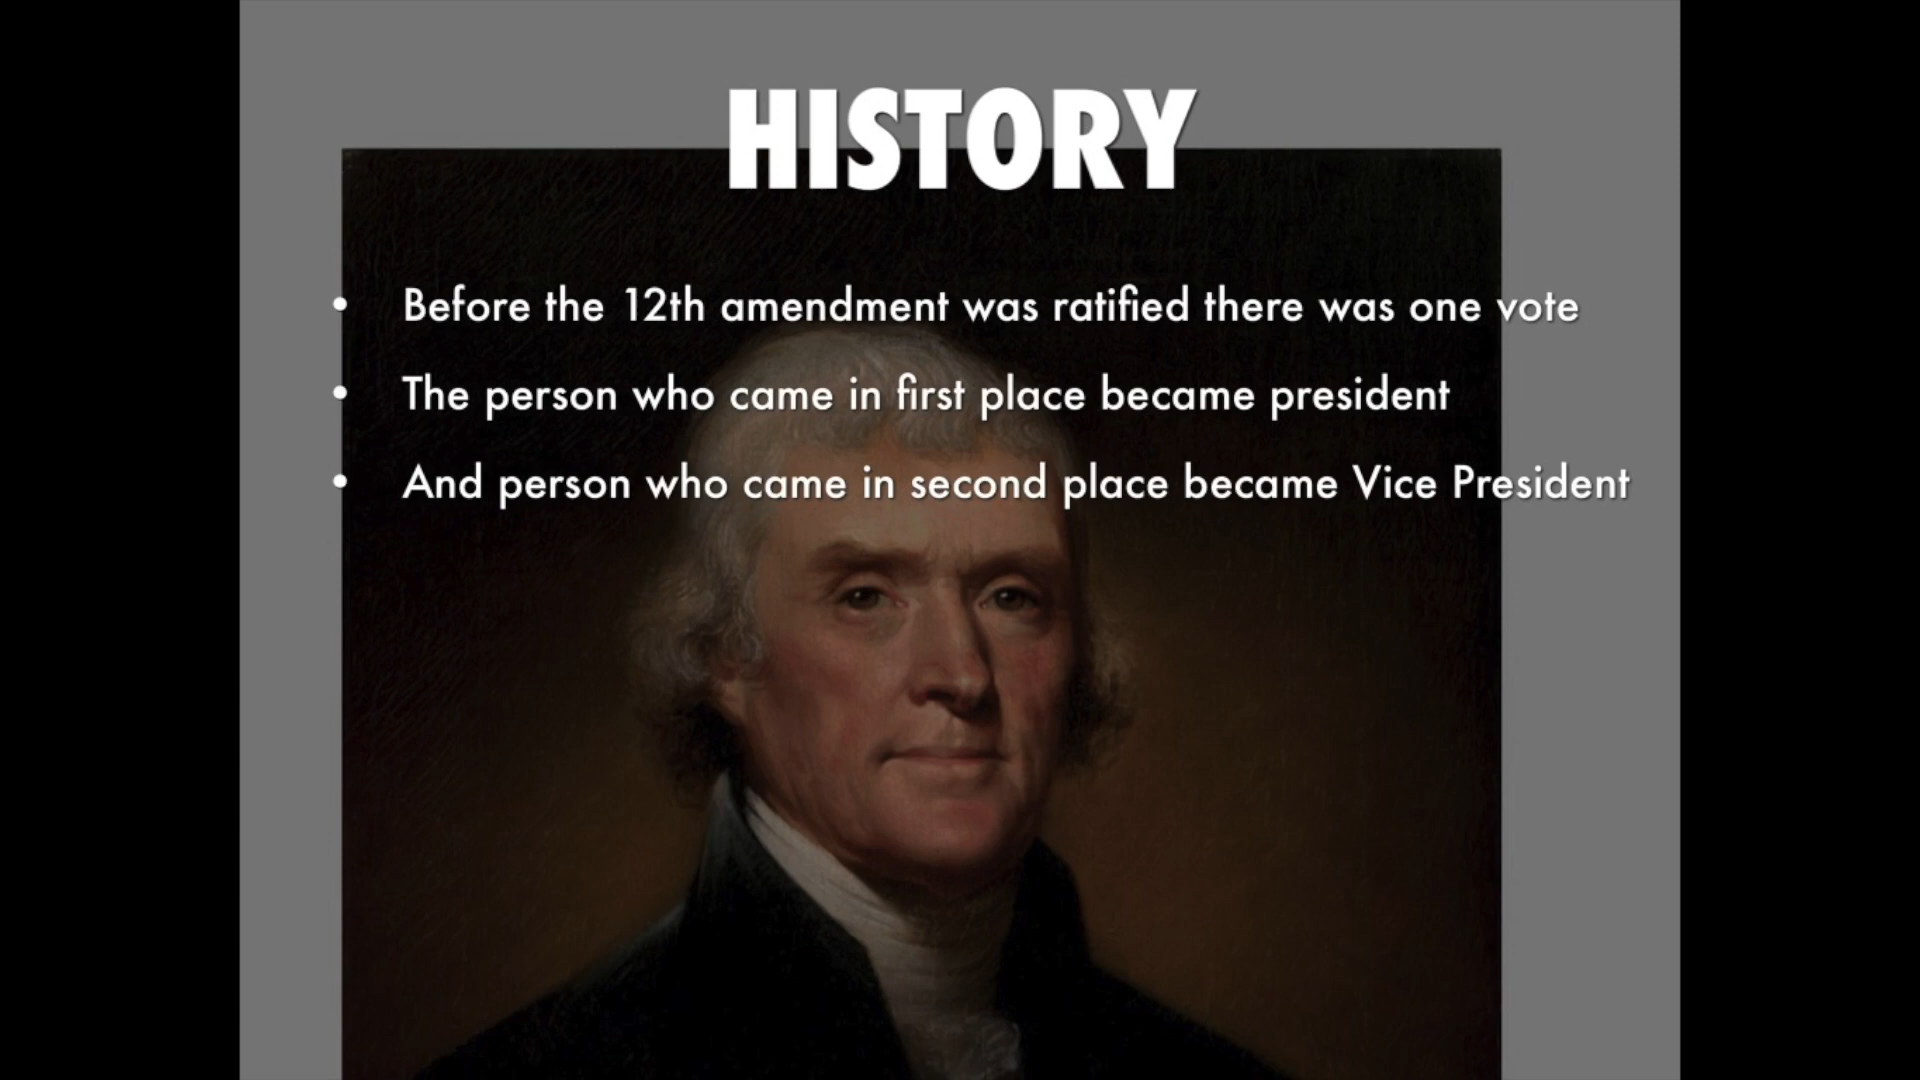 HISTORY
• Before the 12th amendment was ratified there was one vote
• The person who came in first place became president
• And person who came in second place became Vice President